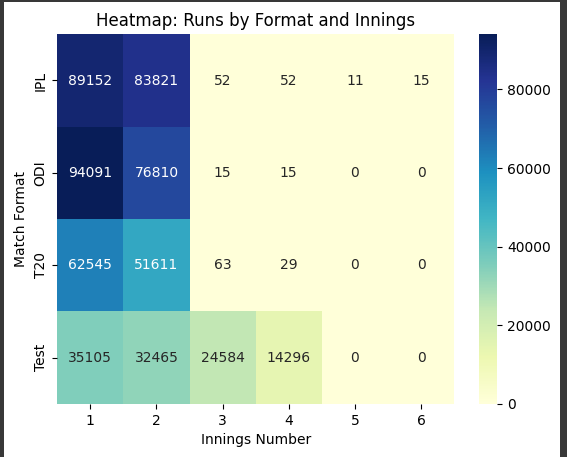 Heatmap: Runs by Format and Innings
IPL 89152 83821 52 52 11 15
ODI 94091 76810 15 15 0 0
T20 62545 51611 63 29 0 0
Test 35105 32465 24584 14296 0 0
1 2 3 4 5 6
Innings Number
Match Format
80000
60000
40000
20000
0